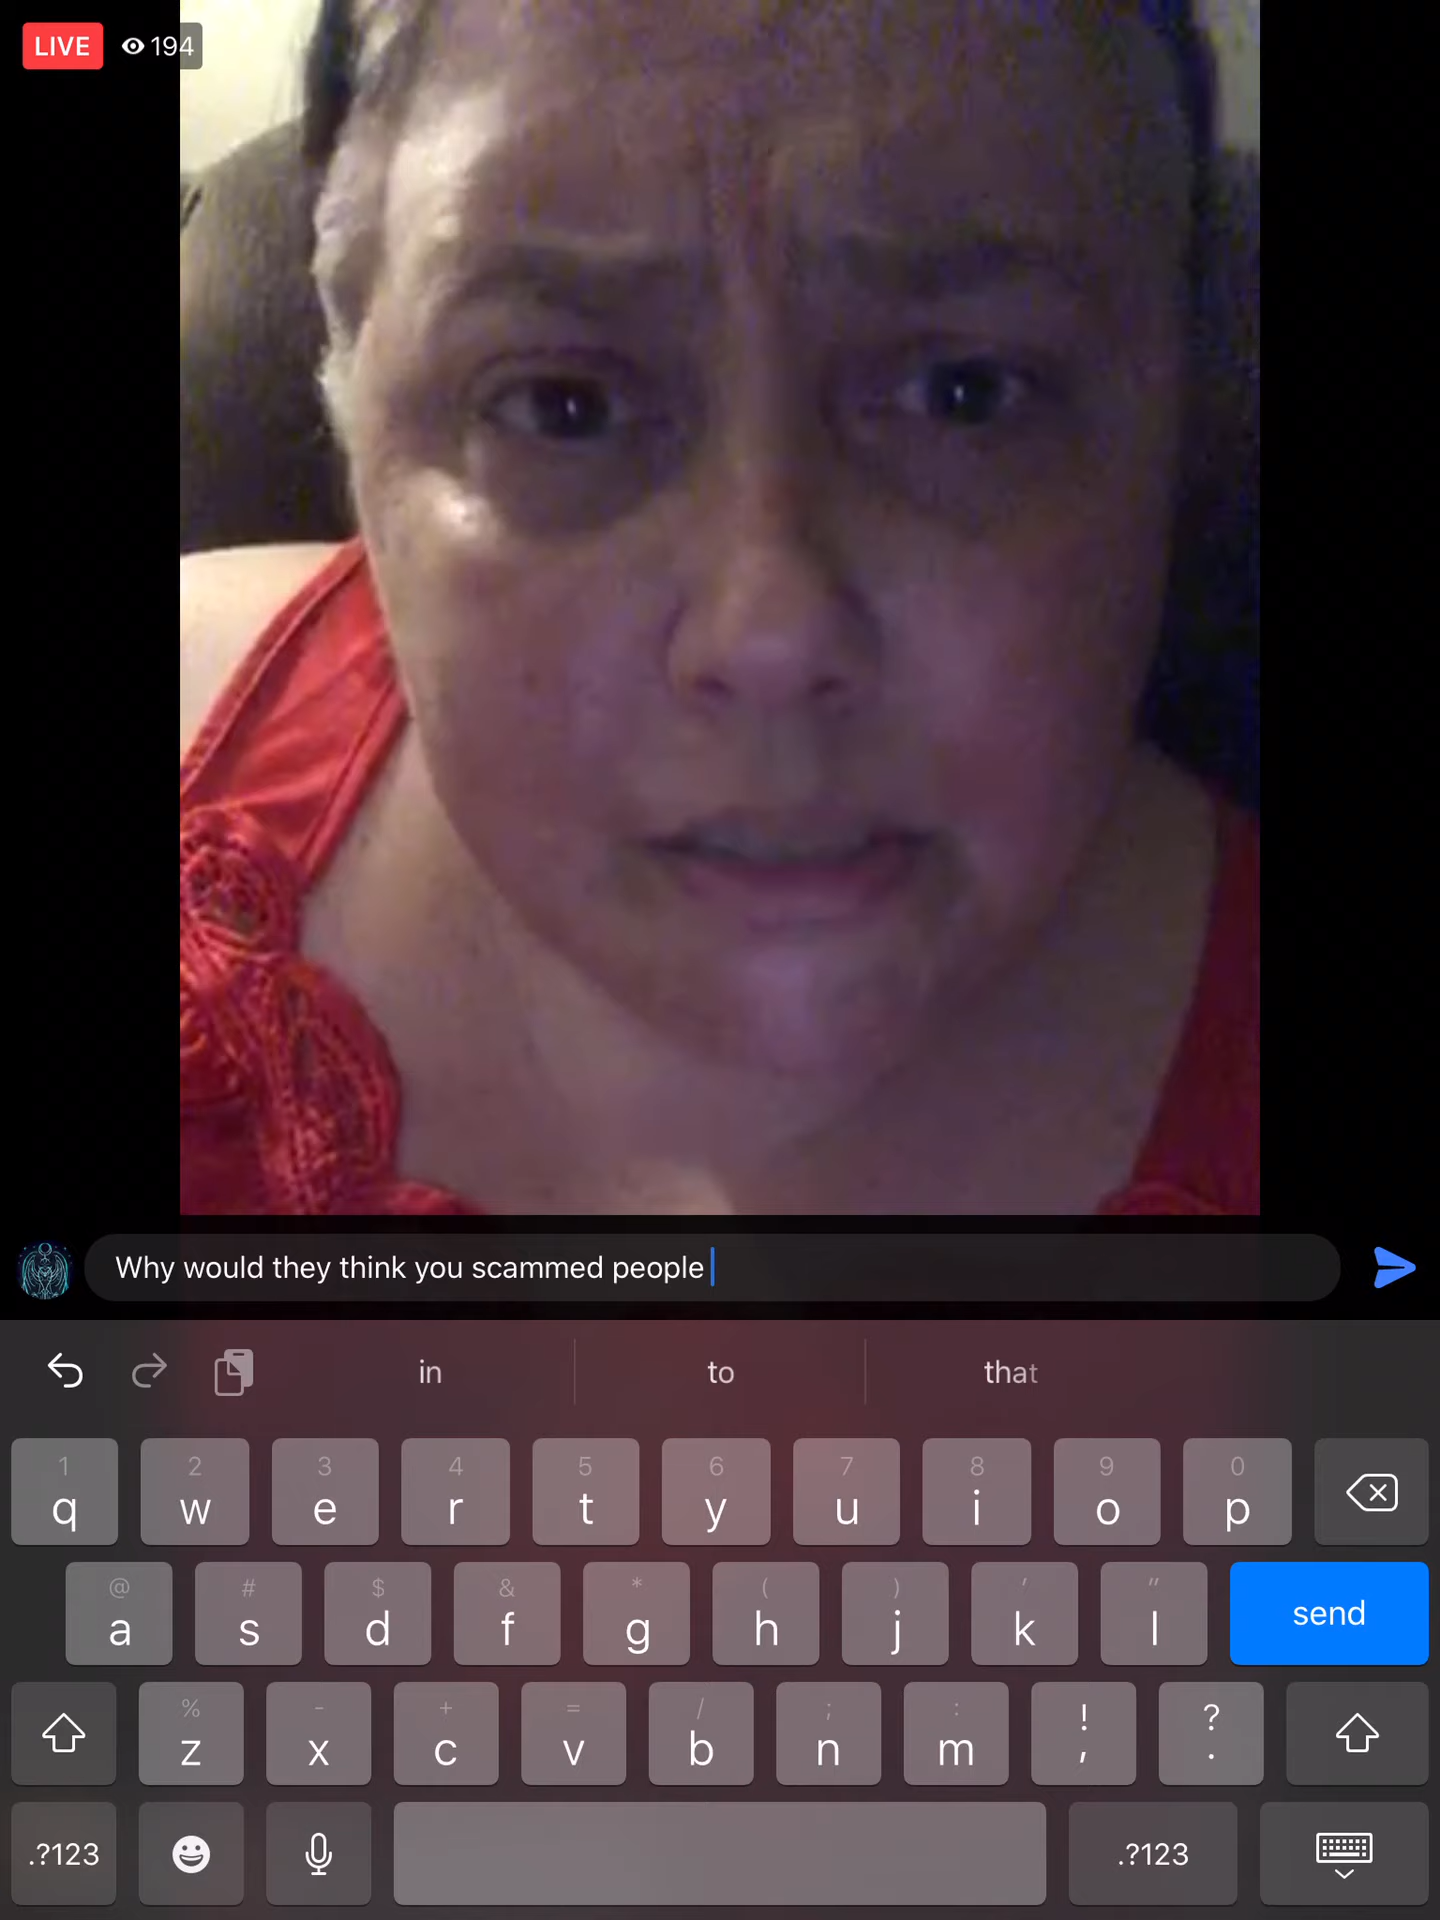 LIVE 194
Why would they think you scammed people
in to that
1 2 3 4 5 6 7 8 9 0
q w e r t y u i o p
@ # $ & * ( ) ' "
a s d f g h j k l send
% - + = / ; : ! ?
z x c v b n m , .
.?123 .?123